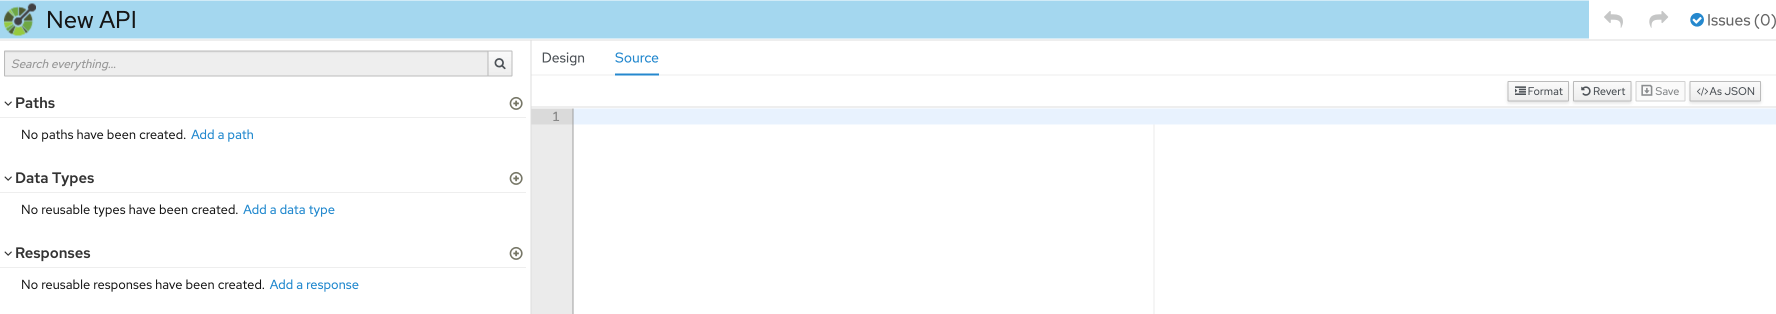 New API
Issues (0)
Search everything...
Design Source
Format Revert Save </>As JSON
Paths
No paths have been created. Add a path
1
Data Types
No reusable types have been created. Add a data type
Responses
No reusable responses have been created. Add a response